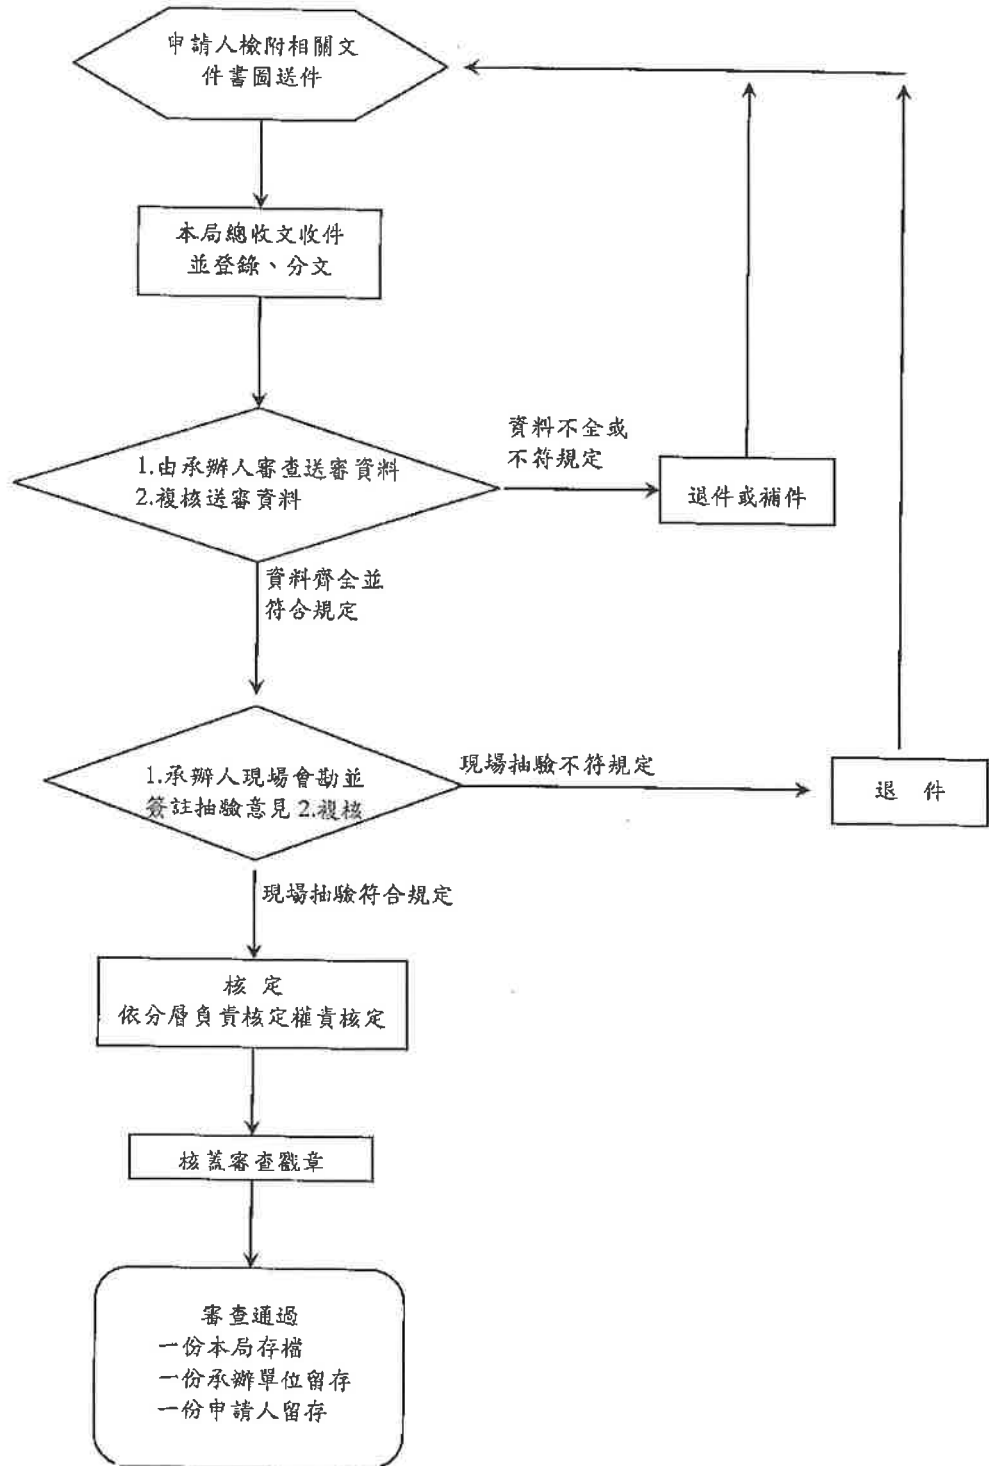 申請人檢附相關文
件書圖送件
本局總收文收件
並登錄、分文
1.由承辦人審查送審資料
2.複核送審資料
資料不全或
不符規定
退件或補件
資料齊全並
符合規定
1.承辦人現場會勘並
簽註抽驗意見 2.複核
現場抽驗不符規定
退 件
現場抽驗符合規定
核 定
依分層負責核定權責核定
核蓋審查戳章
審查通過
一份本局存檔
一份承辦單位留存
一份申請人留存